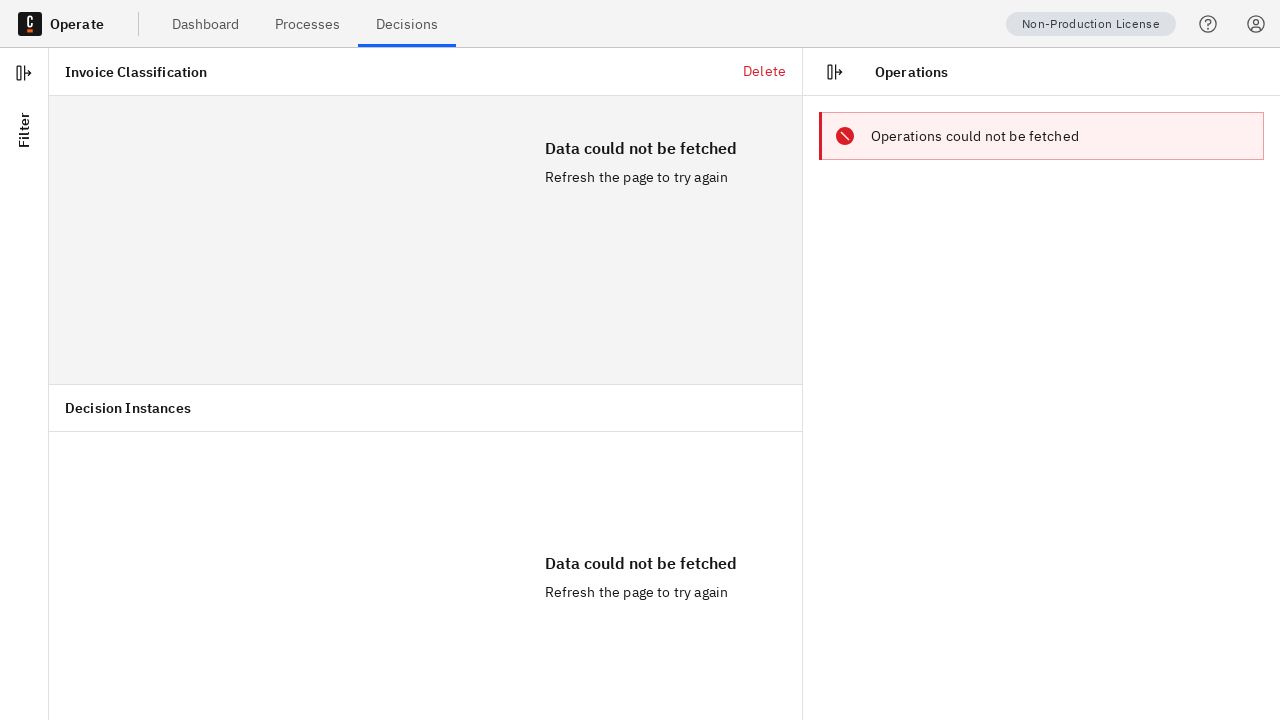 Operate
Dashboard
Processes
Decisions
Non-Production License
Filter
Invoice Classification
Delete
Data could not be fetched
Refresh the page to try again
Decision Instances
Data could not be fetched
Refresh the page to try again
Operations
Operations could not be fetched